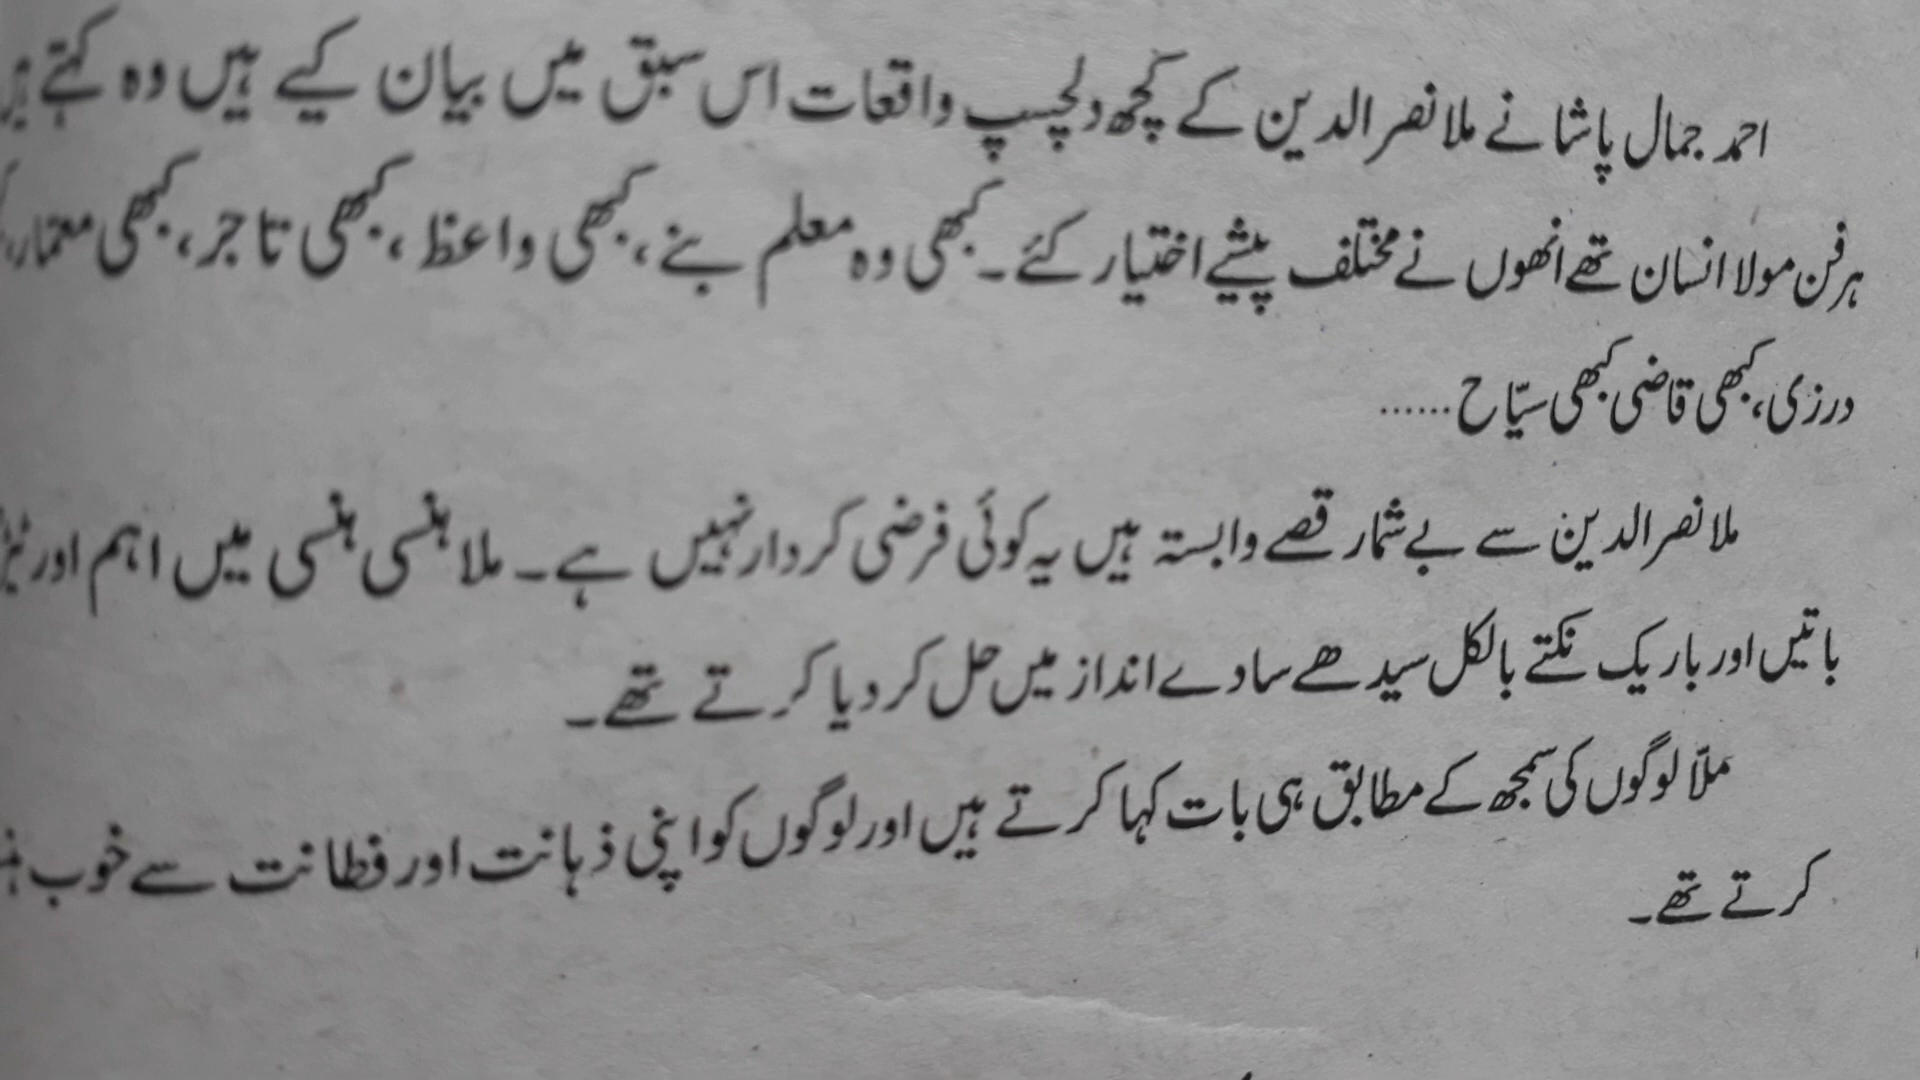 احمد جمال پاشا نے ملا نصر الدین کے کچھ دلچسپ واقعات اس سبق میں بیان کیے ہیں وہ کہتے ہیں
ہر فن مولا انسان تھے انھوں نے مختلف پیشے اختیار کئے۔ کبھی وہ معلم بنے، کبھی واعظ، کبھی تاجر، کبھی معمار،
درزی، کبھی قاضی کبھی سیّاح ......
ملا نصر الدین سے بے شمار قصے وابستہ ہیں یہ کوئی فرضی کردار نہیں ہے۔ ملا ہنسی ہنسی میں اہم اور
باتیں اور باریک نکتے بالکل سیدھے سادے انداز میں حل کر دیا کرتے تھے۔
ملّا لوگوں کی سمجھ کے مطابق ہی بات کہا کرتے ہیں اور لوگوں کو اپنی ذہانت اور فطانت سے خوب
کرتے تھے۔